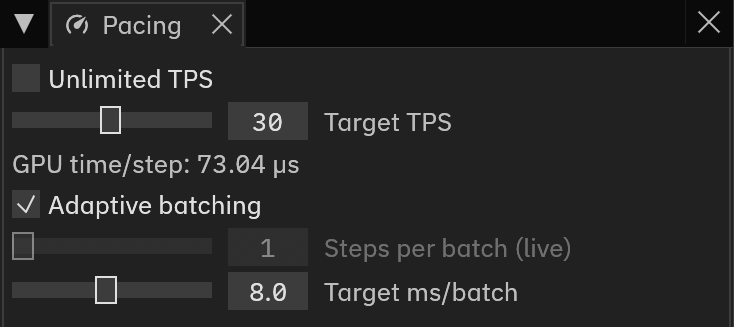 Pacing
Unlimited TPS
30 Target TPS
GPU time/step: 73.04 µs
Adaptive batching
1 Steps per batch (live)
8.0 Target ms/batch